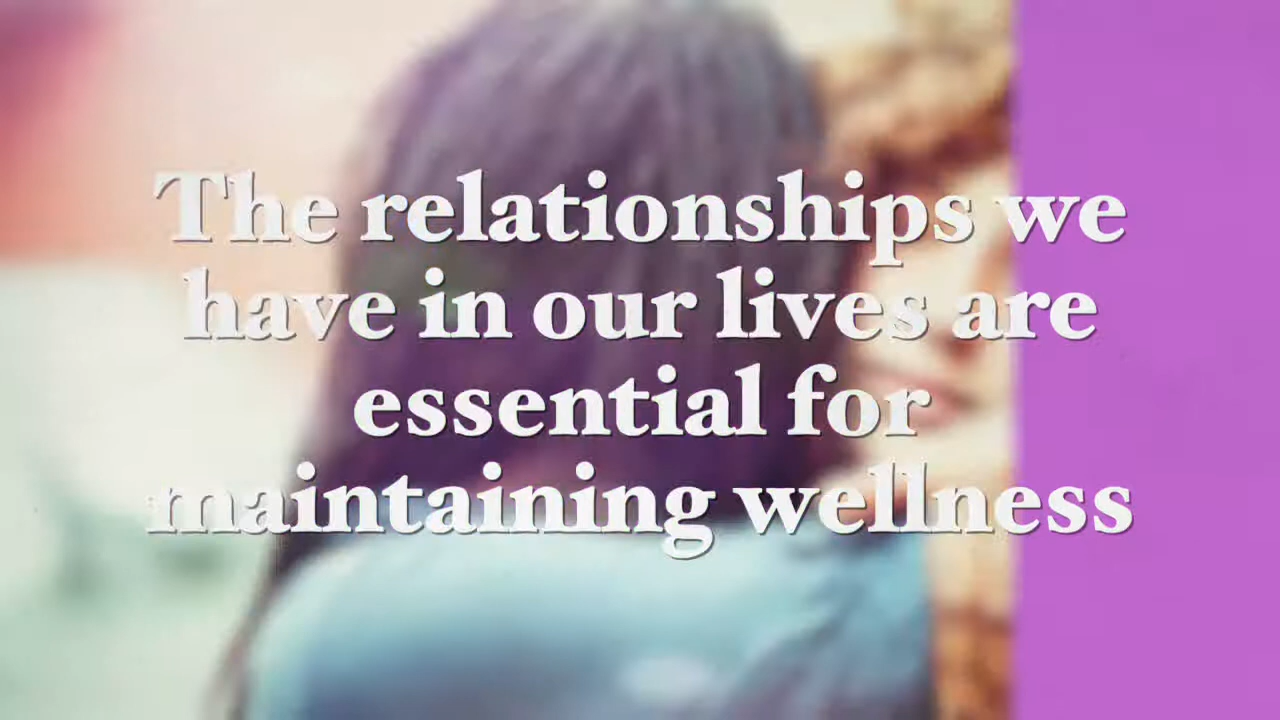 The relationships we
have in our lives are
essential for
maintaining wellness